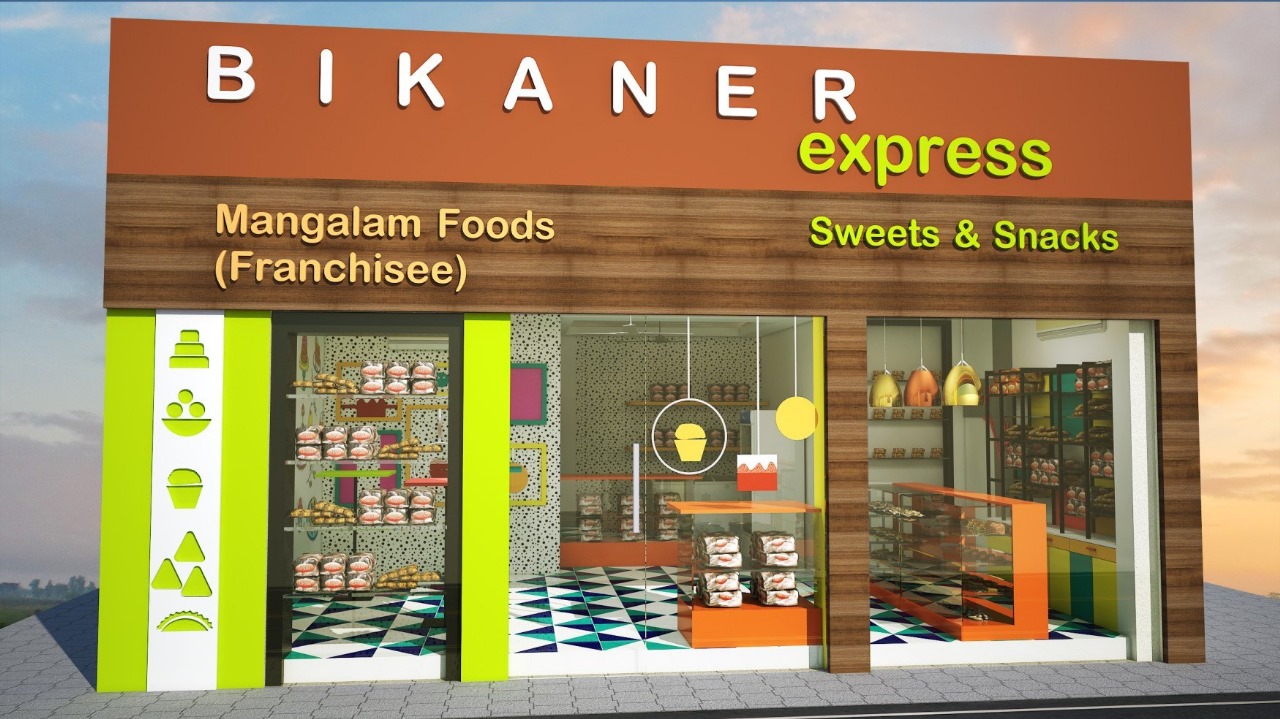 BIKANER
express
Mangalam Foods
(Franchisee)
Sweets & Snacks